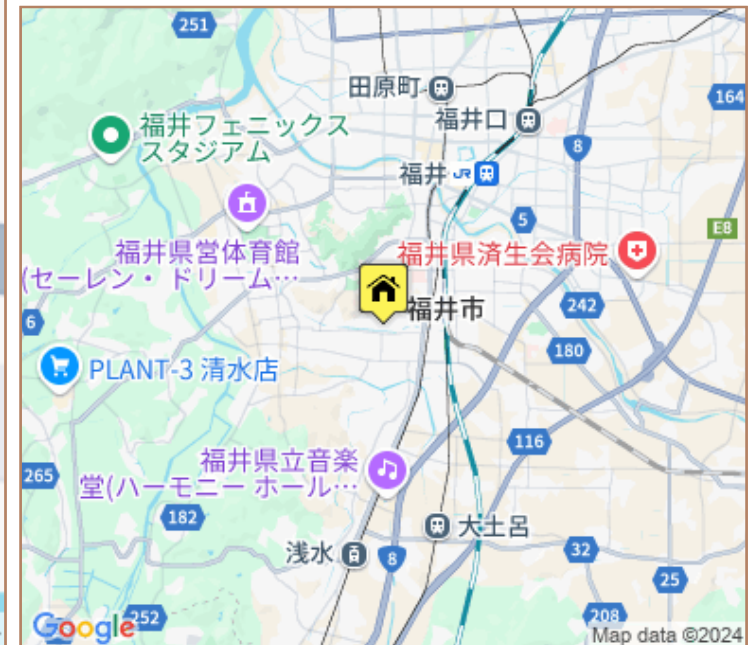 251
田原町
164
福井口
福井フェニックス
スタジアム
8
福井
JR
5
E8
福井県営体育館
(セーレン・ドリーム…
福井県済生会病院
福井市
242
6
180
PLANT-3 清水店
116
福井県立音楽
堂(ハーモニー ホール…
265
182
大土呂
浅水
8
32
25
252
208
Google
Map data ©2024